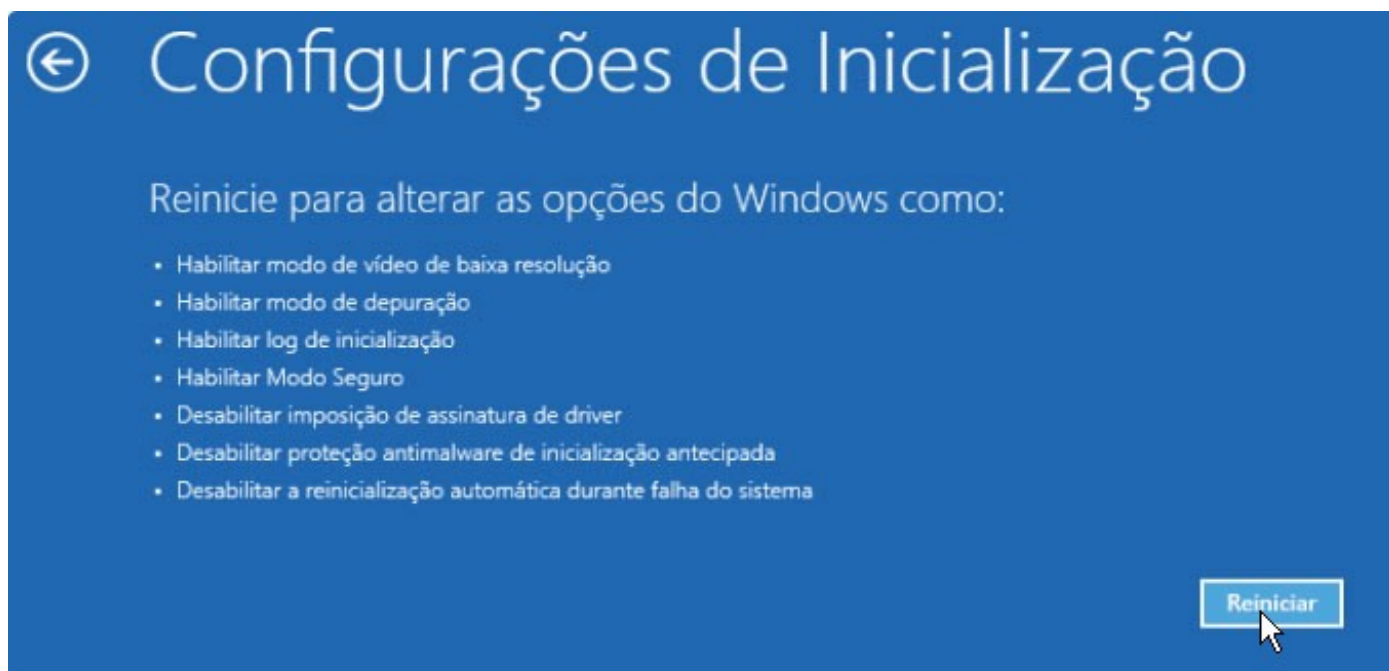 Configurações de Inicialização
Reinicie para alterar as opções do Windows como:
• Habilitar modo de vídeo de baixa resolução
• Habilitar modo de depuração
• Habilitar log de inicialização
• Habilitar Modo Seguro
• Desabilitar imposição de assinatura de driver
• Desabilitar proteção antimalware de inicialização antecipada
• Desabilitar a reinicialização automática durante falha do sistema
Reiniciar